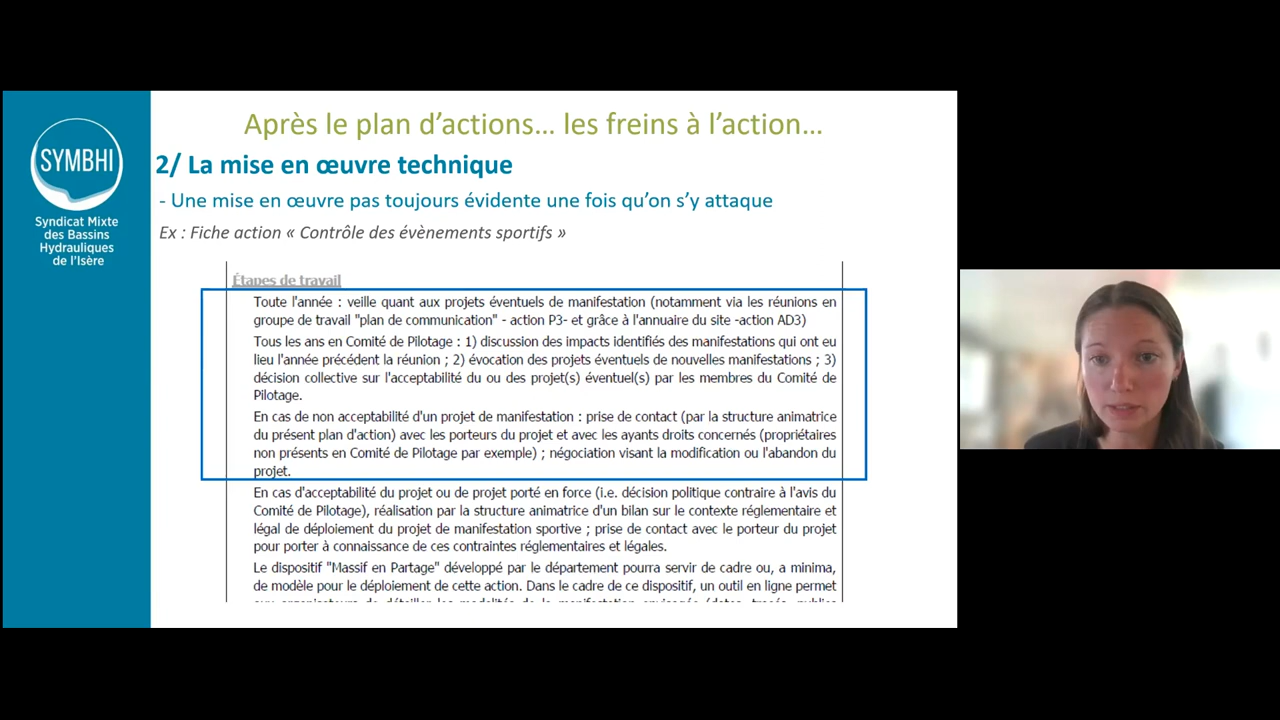 Après le plan d’actions… les freins à l’action…
SYMBHI
Syndicat Mixte
des Bassins
Hydrauliques
de l’Isère
2/ La mise en œuvre technique
- Une mise en œuvre pas toujours évidente une fois qu’on s’y attaque
Ex : Fiche action « Contrôle des évènements sportifs »
Étapes de travail
Toute l'année : veille quant aux projets éventuels de manifestation (notamment via les réunions en
groupe de travail "plan de communication" - action P3- et grâce à l'annuaire du site -action AD3)
Tous les ans en Comité de Pilotage : 1) discussion des impacts identifiés des manifestations qui ont eu
lieu l'année précédent la réunion ; 2) évocation des projets éventuels de nouvelles manifestations ; 3)
décision collective sur l'acceptabilité du ou des projet(s) éventuel(s) par les membres du Comité de
Pilotage.
En cas de non acceptabilité d'un projet de manifestation : prise de contact (par la structure animatrice
du présent plan d'action) avec les porteurs du projet et avec les ayants droits concernés (propriétaires
non présents en Comité de Pilotage par exemple) ; négociation visant la modification ou l'abandon du
projet.
En cas d'acceptabilité du projet ou de projet porté en force (i.e. décision politique contraire à l'avis du
Comité de Pilotage), réalisation par la structure animatrice d'un bilan sur le contexte réglementaire et
légal de déploiement du projet de manifestation sportive ; prise de contact avec le porteur du projet
pour porter à connaissance de ces contraintes réglementaires et légales.
Le dispositif "Massif en Partage" développé par le département pourra servir de cadre ou, a minima,
de modèle pour le déploiement de cette action. Dans le cadre de ce dispositif, un outil en ligne permet